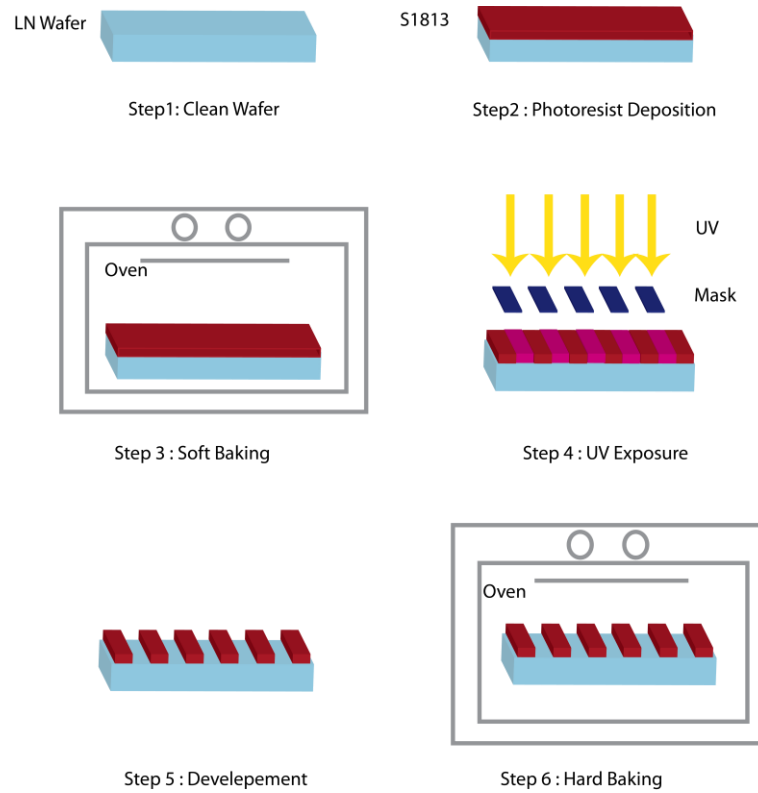 LN Wafer
S1813
Step1: Clean Wafer
Step2 : Photoresist Deposition
Oven
UV
Mask
Step 3 : Soft Baking
Step 4 : UV Exposure
Oven
Step 5 : Develepement
Step 6 : Hard Baking